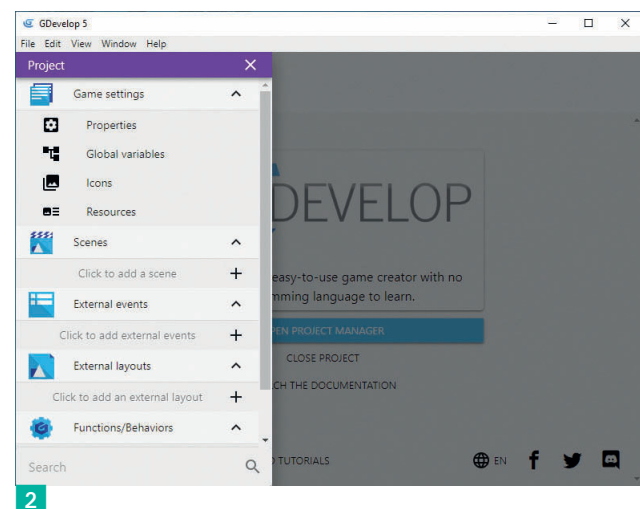 GDevelop 5
File Edit View Window Help
Project
Game settings
Properties
Global variables
Icons
Resources
Scenes
Click to add a scene
External events
Click to add external events
External layouts
Click to add an external layout
Functions/Behaviors
Search
DEVELOP
easy-to-use game creator with no
language to learn.
PROJECT MANAGER
CLOSE PROJECT
THE DOCUMENTATION
TUTORIALS
EN
2